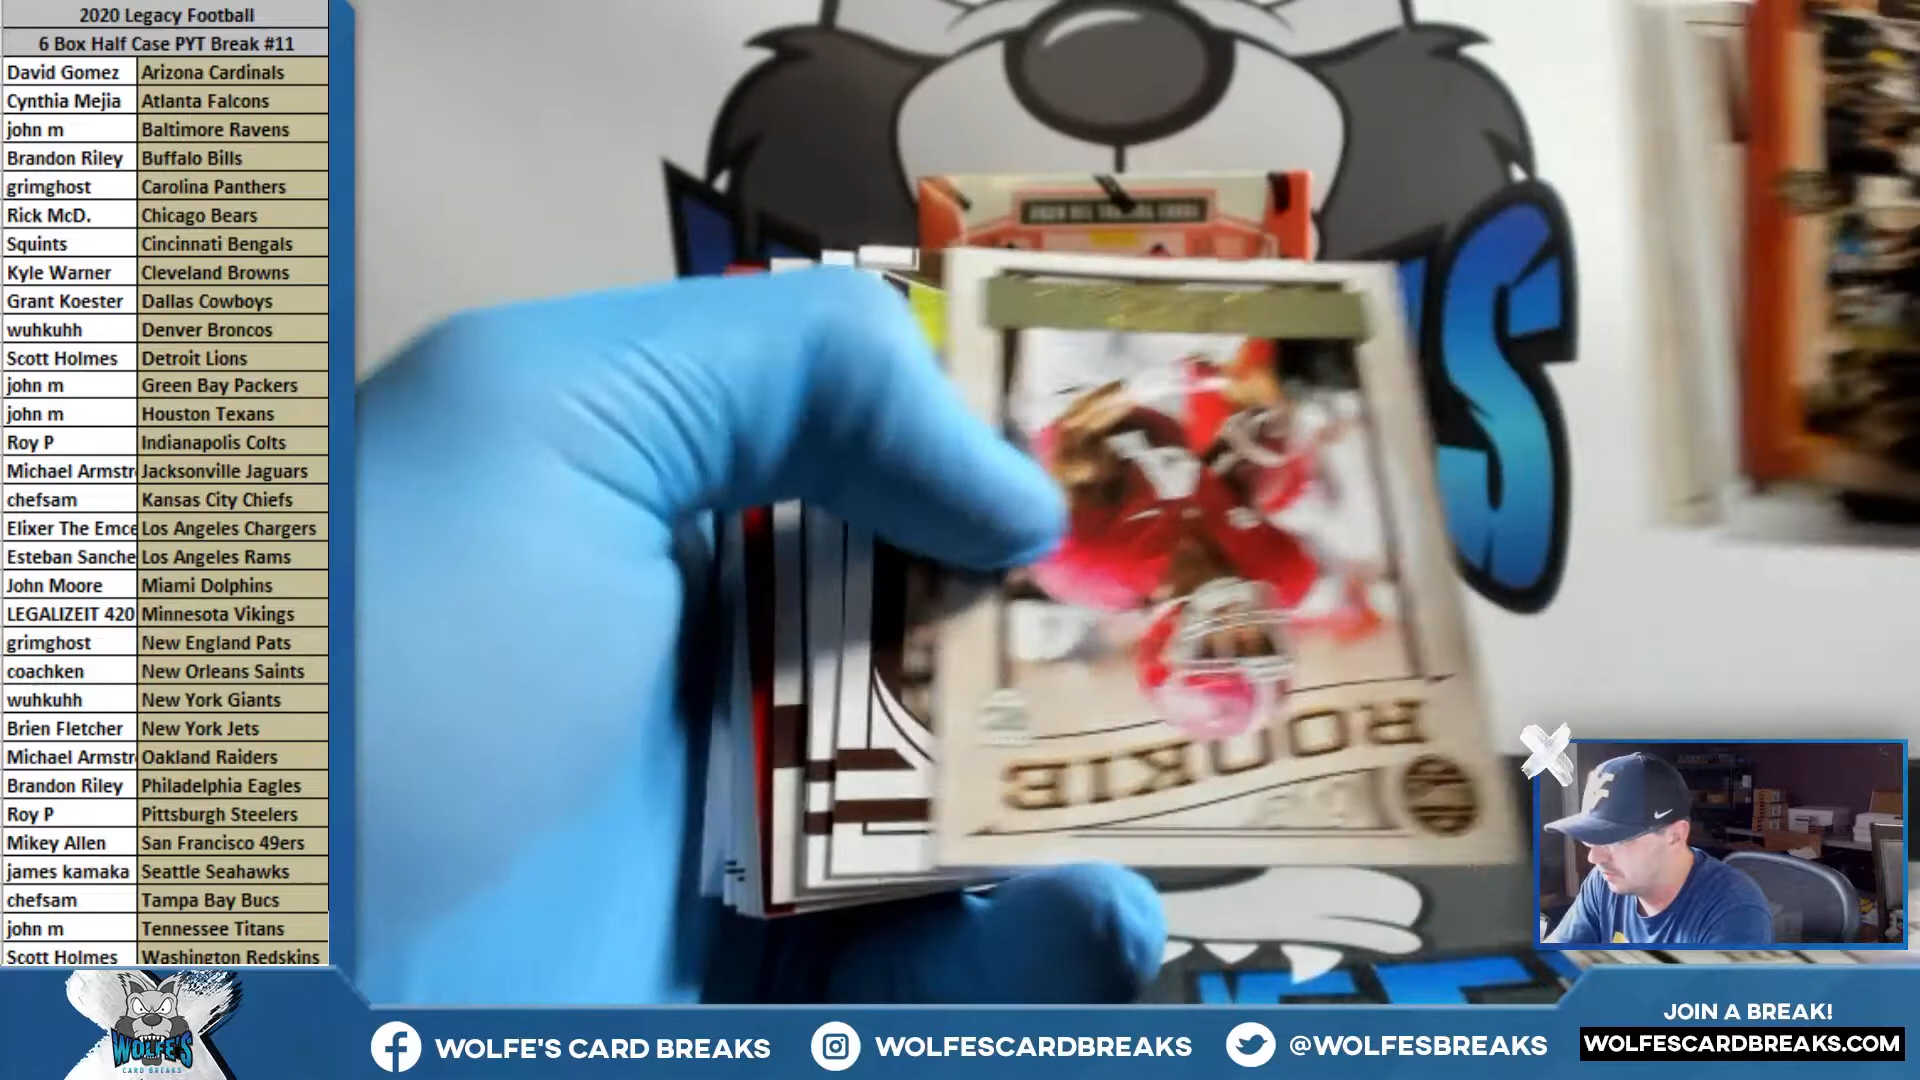 2020 Legacy Football
6 Box Half Case PYT Break #11
David Gomez Arizona Cardinals
Cynthia Mejia Atlanta Falcons
john m Baltimore Ravens
Brandon Riley Buffalo Bills
grimghost Carolina Panthers
Rick McD. Chicago Bears
Squints Cincinnati Bengals
Kyle Warner Cleveland Browns
Grant Koester Dallas Cowboys
wuhkuhh Denver Broncos
Scott Holmes Detroit Lions
john m Green Bay Packers
john m Houston Texans
Roy P Indianapolis Colts
Michael Armstr Jacksonville Jaguars
chefsam Kansas City Chiefs
Elixer The Emce Los Angeles Chargers
Esteban Sanche Los Angeles Rams
John Moore Miami Dolphins
LEGALIZEIT 420 Minnesota Vikings
grimghost New England Pats
coachken New Orleans Saints
wuhkuhh New York Giants
Brien Fletcher New York Jets
Michael Armstr Oakland Raiders
Brandon Riley Philadelphia Eagles
Roy P Pittsburgh Steelers
Mikey Allen San Francisco 49ers
james kamaka Seattle Seahawks
chefsam Tampa Bay Bucs
john m Tennessee Titans
Scott Holmes Washington Redskins
ROOKIE
WOLFE'S
CARD BREAKS
WOLFE'S CARD BREAKS
WOLFESCARDBREAKS
@WOLFESBREAKS
JOIN A BREAK!
WOLFESCARDBREAKS.COM